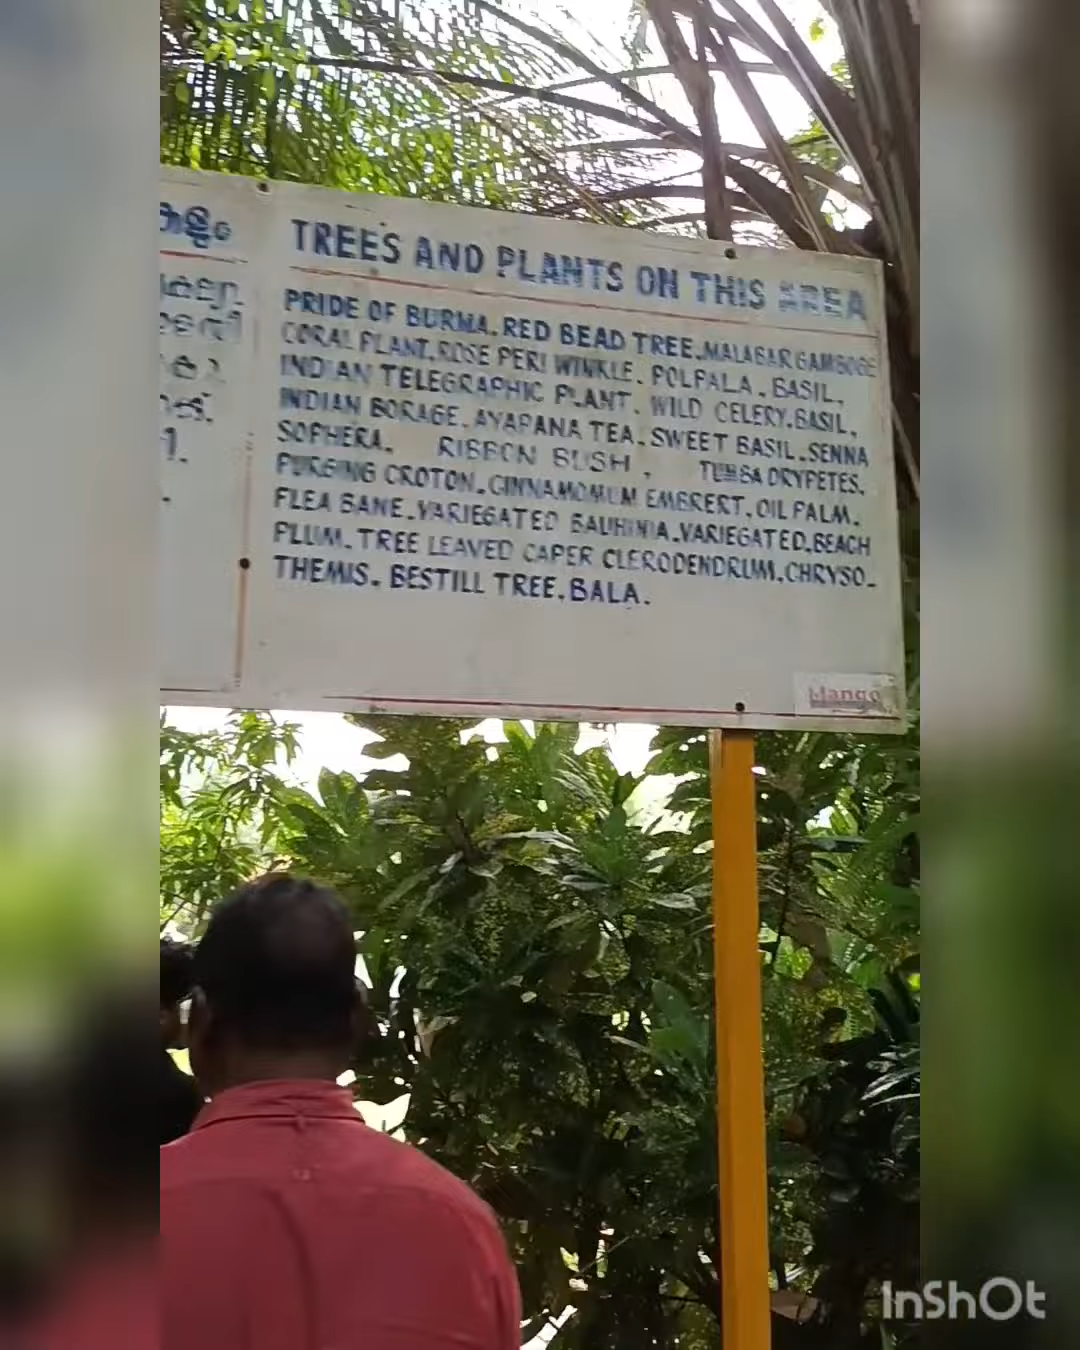 TREES AND PLANTS ON THIS AREA
PRIDE OF BURMA. RED BEAD TREE. MALABAR GAMBOGE
CORAL PLANT. ROSE PERI WINKLE. POLPALA. BASIL,
INDIAN TELEGRAPHIC PLANT. WILD CELERY. BASIL,
INDIAN BORAGE. AYAPANA TEA. SWEET BASIL. SENNA
SOPHERA. RIBBON BUSH, TUMBA DRYPETES.
PURGING CROTON. CINNAMOMUM EMBRERT. OIL PALM.
FLEA BANE. VARIEGATED BAUHINIA. VARIEGATED. BEACH
PLUM. TREE LEAVED CAPER CLERODENDRUM. CHRYSO-
THEMIS. BESTILL TREE. BALA.
Mango
InShOt